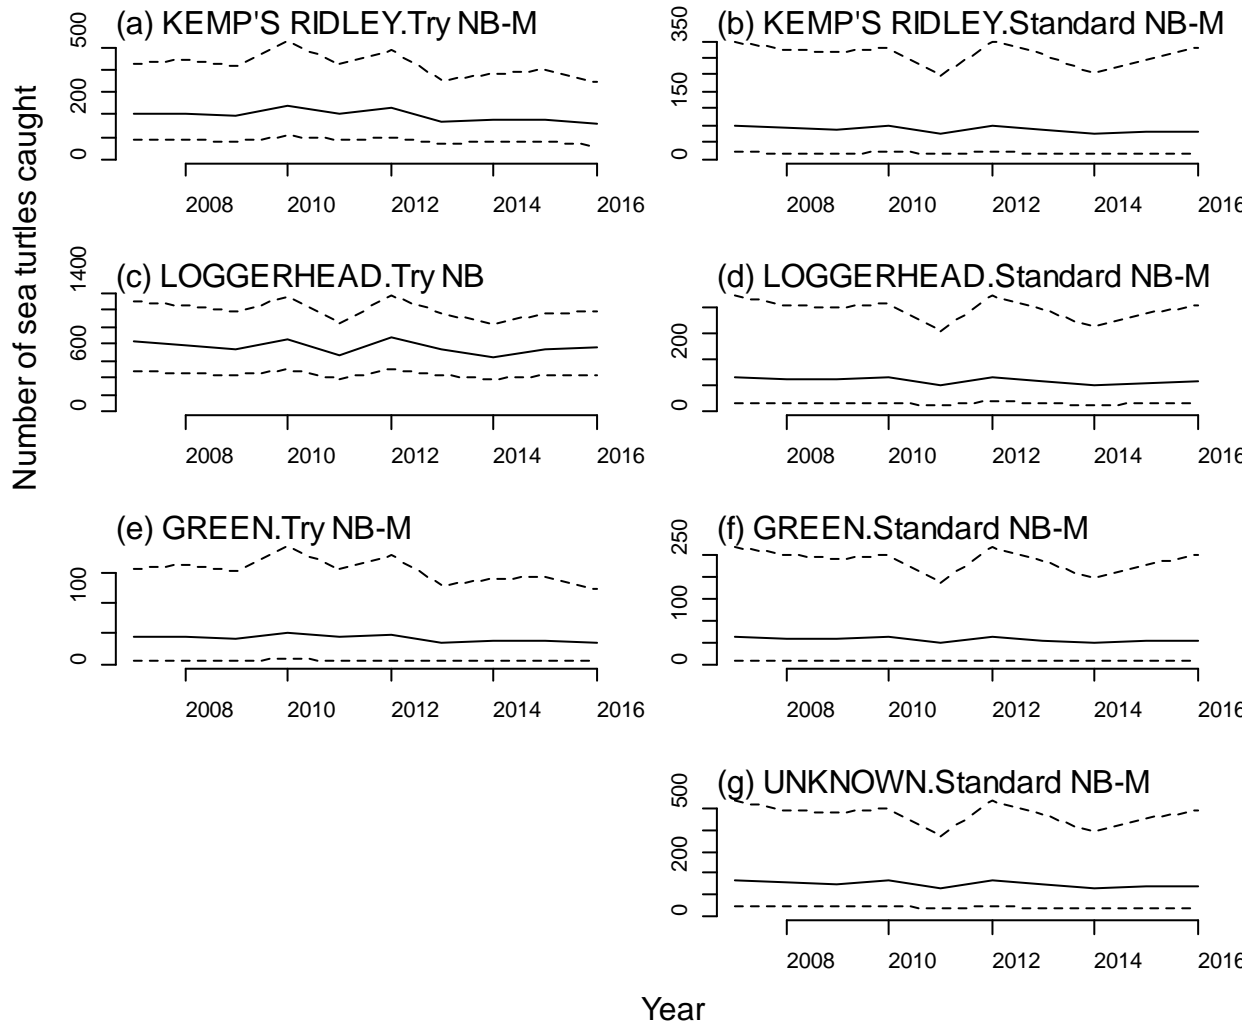 Number of sea turtles caught
(a) KEMP'S RIDLEY.Try NB-M
500
200
0
2008 2010 2012 2014 2016
(b) KEMP'S RIDLEY.Standard NB-M
350
150
0
2008 2010 2012 2014 2016
(c) LOGGERHEAD.Try NB
1400
600
0
2008 2010 2012 2014 2016
(d) LOGGERHEAD.Standard NB-M
200
0
2008 2010 2012 2014 2016
(e) GREEN.Try NB-M
100
0
2008 2010 2012 2014 2016
(f) GREEN.Standard NB-M
250
100
0
2008 2010 2012 2014 2016
(g) UNKNOWN.Standard NB-M
500
200
0
2008 2010 2012 2014 2016
Year